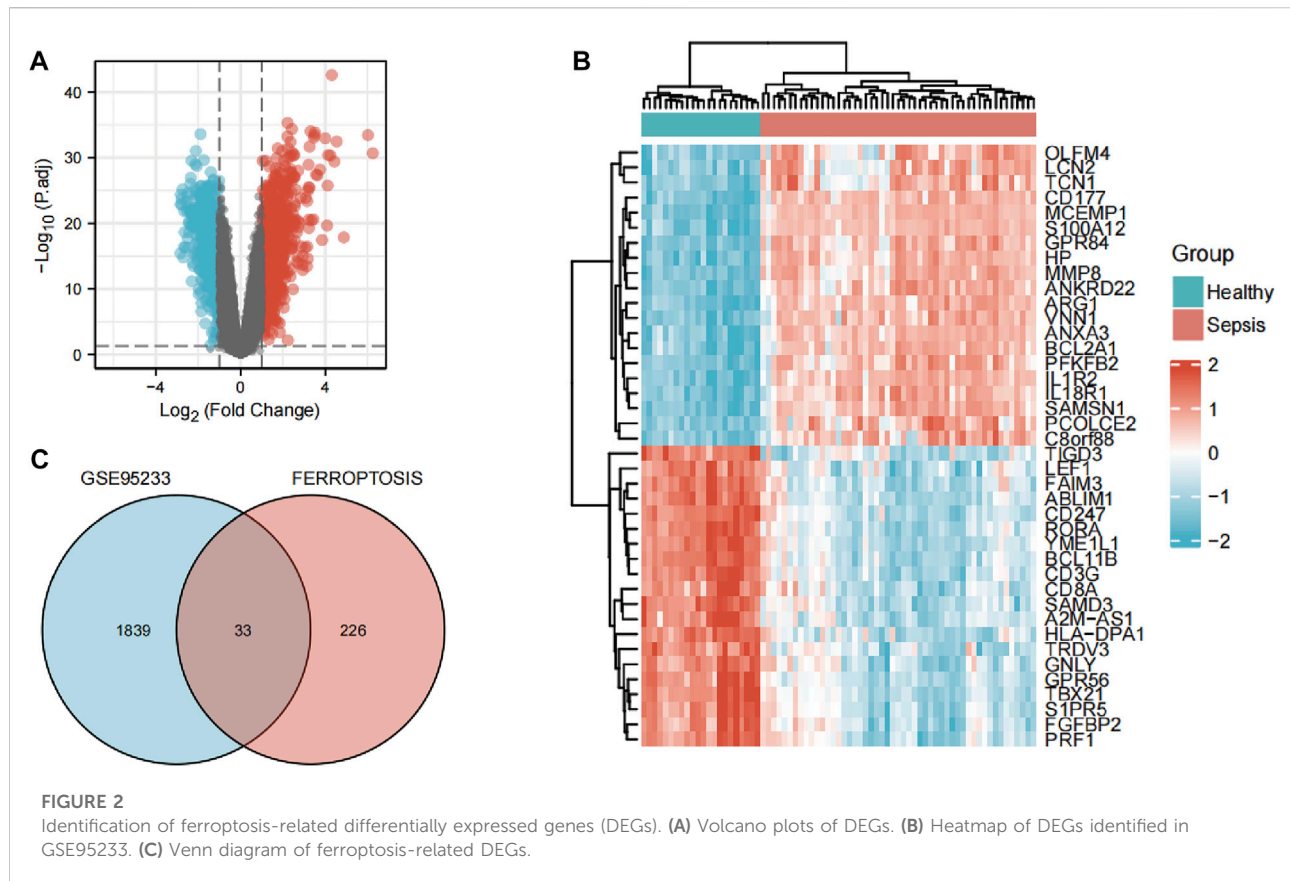 A
−Log10 (P.adj)
40
30
20
10
0
−4
0
4
Log2 (Fold Change)
B
OLFM4
LCN2
TCN1
CD177
MCEMP1
S100A12
GPR84
HP
MMP8
ANKRD22
ARG1
VNN1
ANXA3
BCL2A1
PFKFB2
IL1R2
IL18R1
SAMSN1
PCOLCE2
C8orf88
TIGD3
LEF1
FAIM3
ABLIM1
CD247
RORA
YME1L1
BCL11B
CD3G
CD8A
SAMD3
A2M-AS1
HLA-DPA1
TRDV3
GNLY
GPR56
TBX21
S1PR5
FGFBP2
PRF1
Group
Healthy
Sepsis
2
1
0
−1
−2
C
GSE95233
FERROPTOSIS
1839
33
226
FIGURE 2
Identification of ferroptosis-related differentially expressed genes (DEGs). (A) Volcano plots of DEGs. (B) Heatmap of DEGs identified in
GSE95233. (C) Venn diagram of ferroptosis-related DEGs.